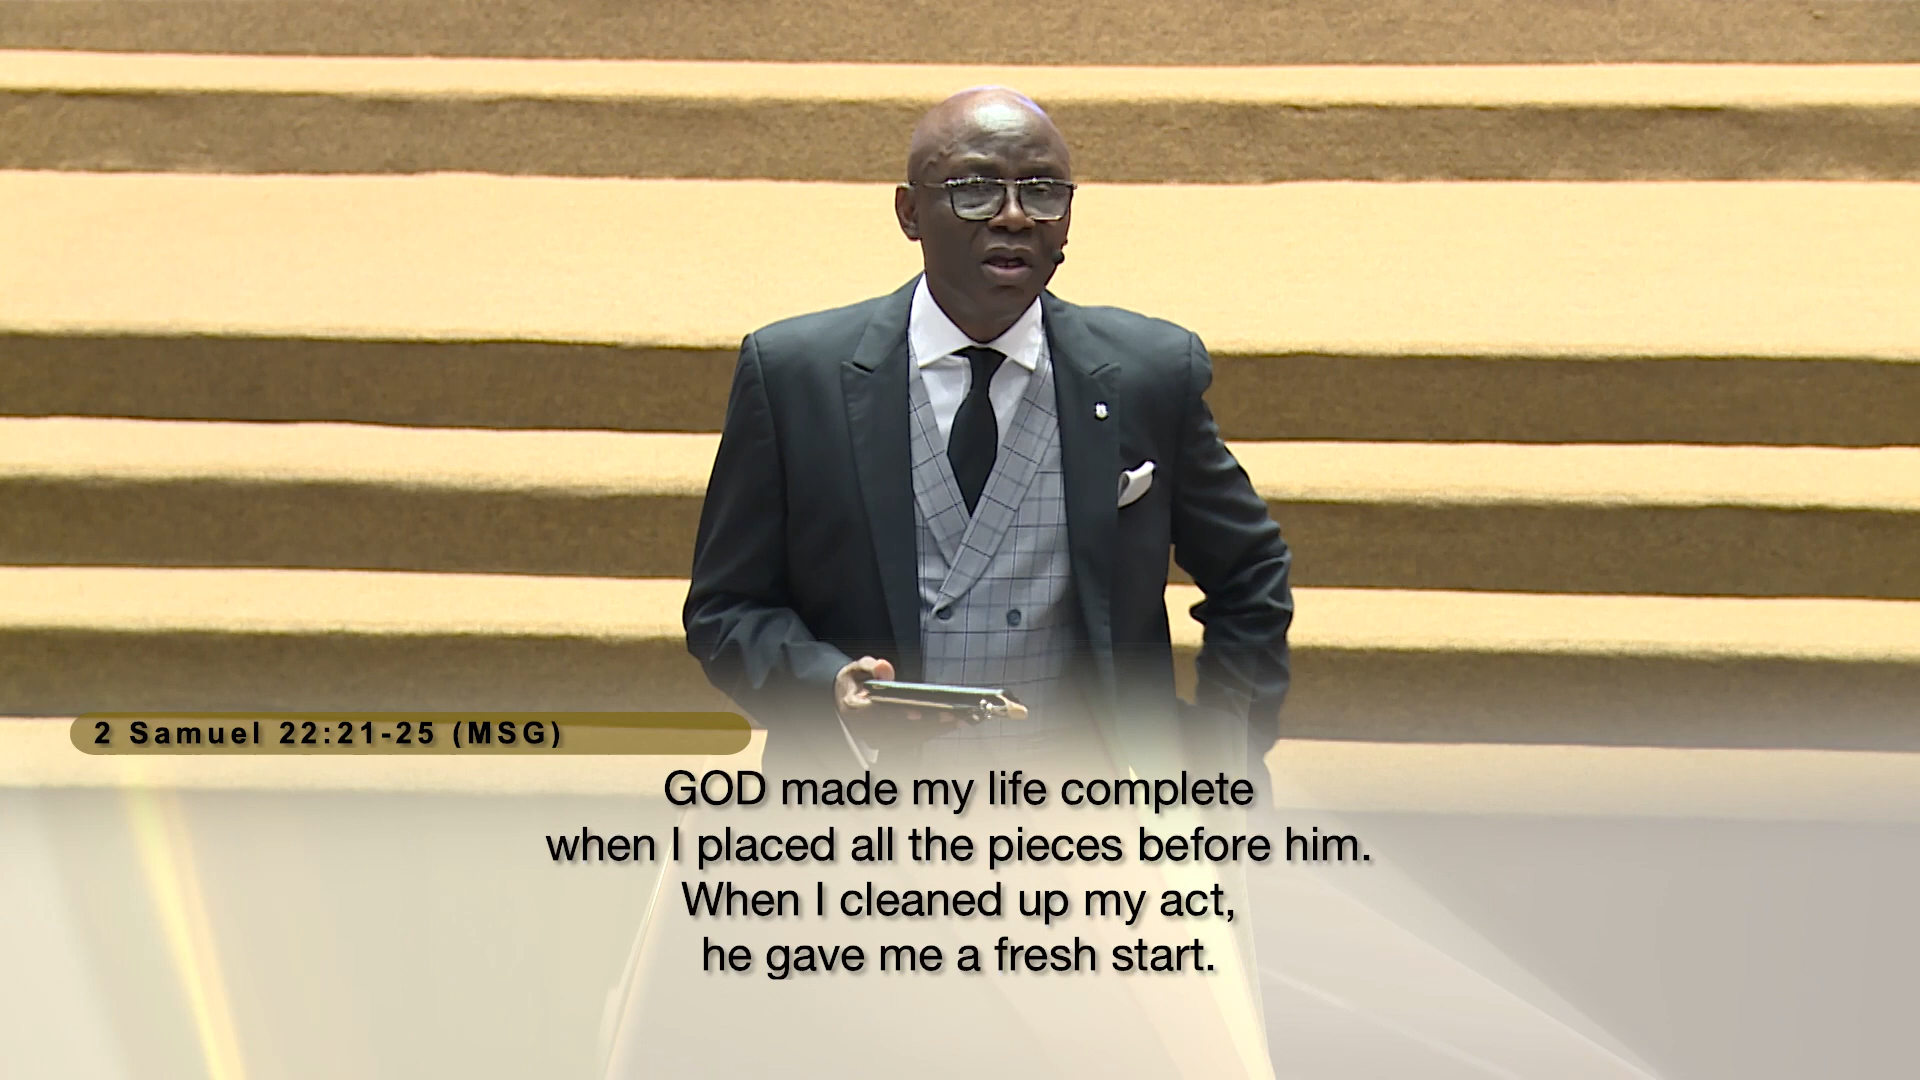 2 Samuel 22:21-25 (MSG)
GOD made my life complete
when I placed all the pieces before him.
When I cleaned up my act,
he gave me a fresh start.